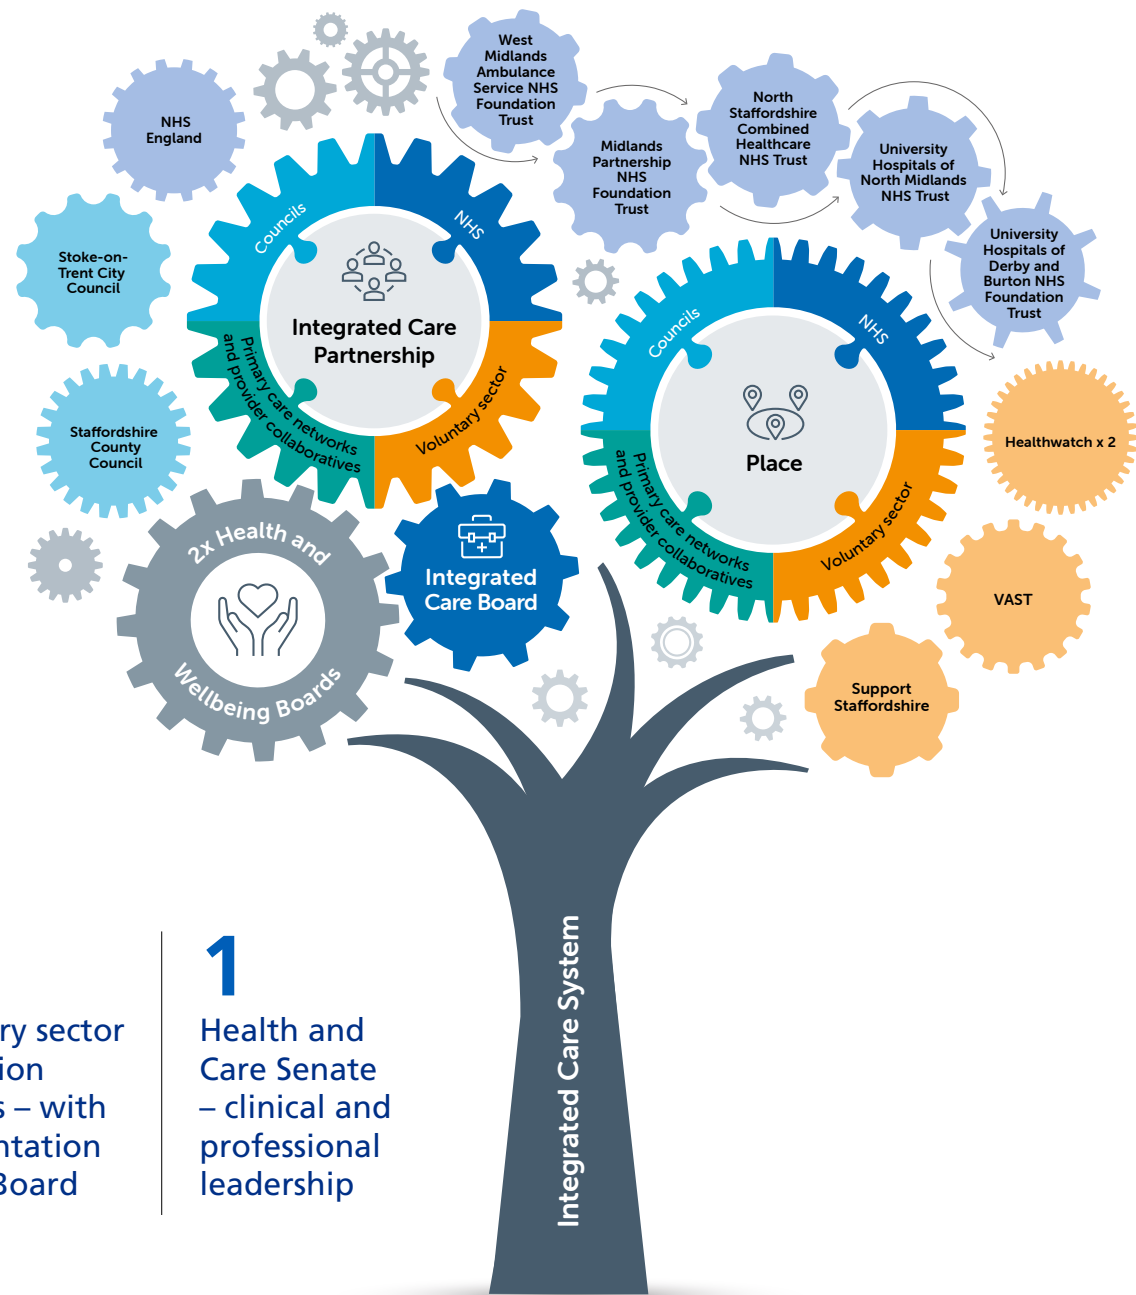 West
Midlands
Ambulance
Service NHS
Foundation
Trust
NHS
England
Midlands
Partnership
NHS
Foundation
Trust
North
Staffordshire
Combined
Healthcare
NHS Trust
University
Hospitals of
North Midlands
NHS Trust
University
Hospitals of
Derby and
Burton NHS
Foundation
Trust
Stoke-on-
Trent City
Council
Staffordshire
County
Council
Councils
NHS
Integrated Care
Partnership
Primary care networks
and provider collaboratives
Voluntary sector
Councils
NHS
Place
Primary care networks
and provider collaboratives
Voluntary sector
Healthwatch x 2
VAST
Support
Staffordshire
2x Health and
Wellbeing Boards
Integrated
Care Board
Integrated Care System
ry sector
ion
s – with
ntation
Board
1
Health and
Care Senate
– clinical and
professional
leadership